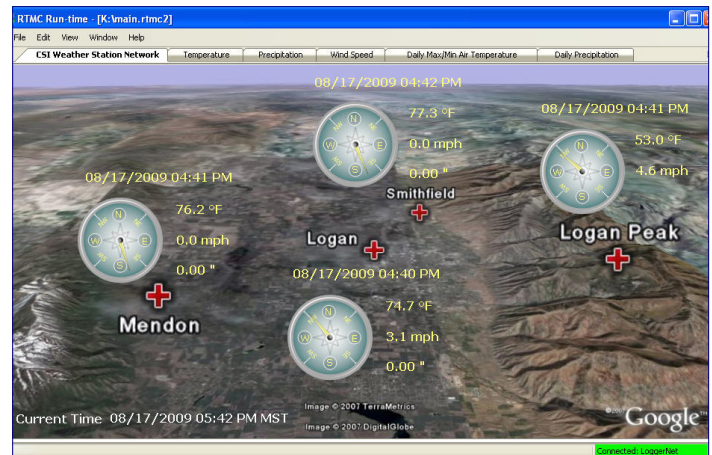 RTMC Run-time - [K:\main.rtmc2]
File Edit View Window Help
CSI Weather Station Network Temperature Precipitation Wind Speed Daily Max/Min Air Temperature Daily Precipitation
08/17/2009 04:42 PM
77.3 °F
0.0 mph
0.00 "
N
E
S
W
Smithfield
08/17/2009 04:41 PM
53.0 °F
4.6 mph
N
E
S
W
Logan Peak
08/17/2009 04:41 PM
76.2 °F
0.0 mph
0.00 "
N
E
S
W
Mendon
Logan
08/17/2009 04:40 PM
74.7 °F
3.1 mph
0.00 "
N
E
S
W
Image © 2007 TerraMetrics
Image © 2007 DigitalGlobe
©2007 Google™
Current Time 08/17/2009 05:42 PM MST
Connected: LoggerNet